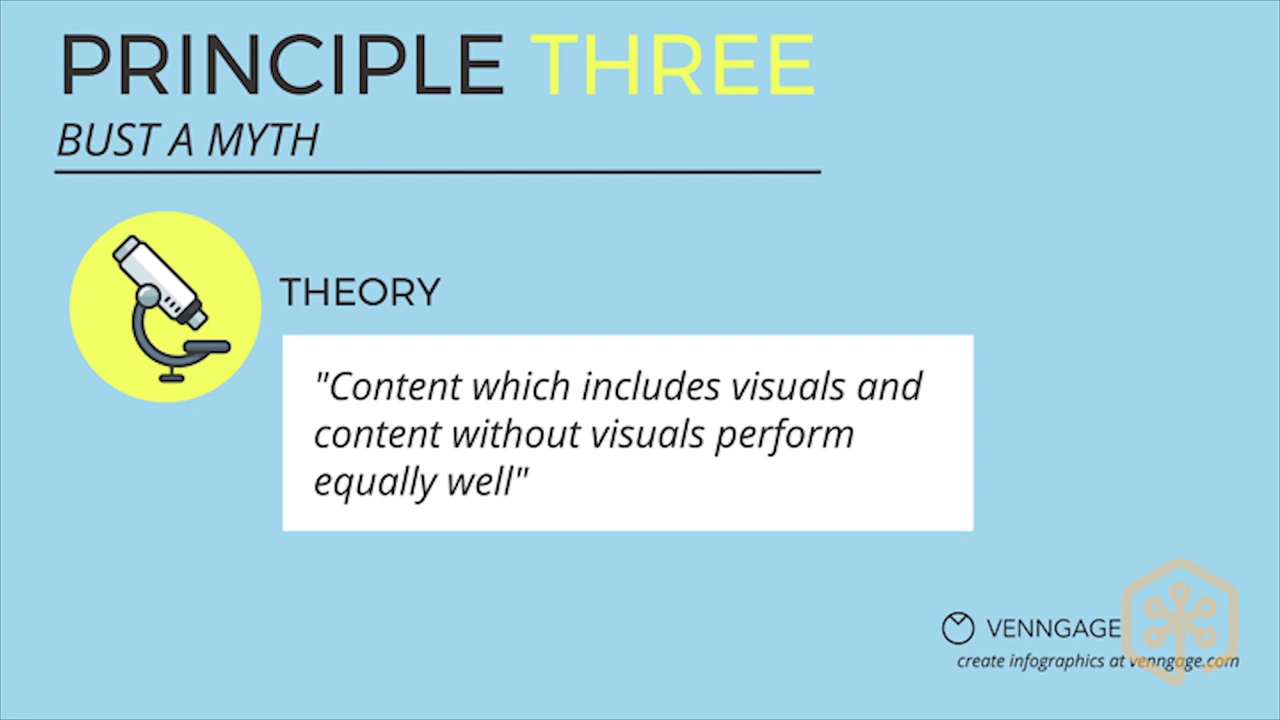 PRINCIPLE THREE
BUST A MYTH
THEORY
"Content which includes visuals and
content without visuals perform
equally well"
VENNGAGE
create infographics at venngage.com